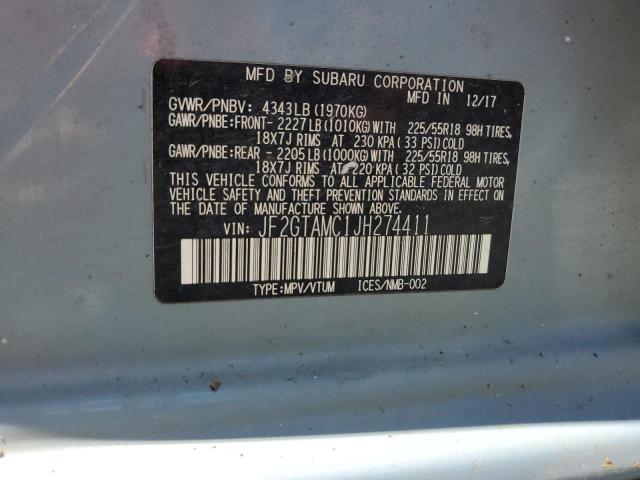 MFD BY SUBARU CORPORATION
MFD IN 12/17
GVWR/PNBV: 4343LB (1970KG)
GAWR/PNBE:FRONT- 2227LB (1010KG)WITH 225/55R18 98H TIRES,
18X7J RIMS AT 230 KPA (33 PSI) COLD
GAWR/PNBE:REAR - 2205LB (1000KG)WITH 225/55R18 98H TIRES,
18X7J RIMS AT 220 KPA (32 PSI) COLD
THIS VEHICLE CONFORMS TO ALL APPLICABLE FEDERAL MOTOR
VEHICLE SAFETY AND THEFT PREVENTION STANDARDS IN EFFECT ON
THE DATE OF MANUFACTURE SHOWN ABOVE.
VIN: JF2GTAMC1JH274411
TYPE:MPV/VTUM ICES/NMB-002